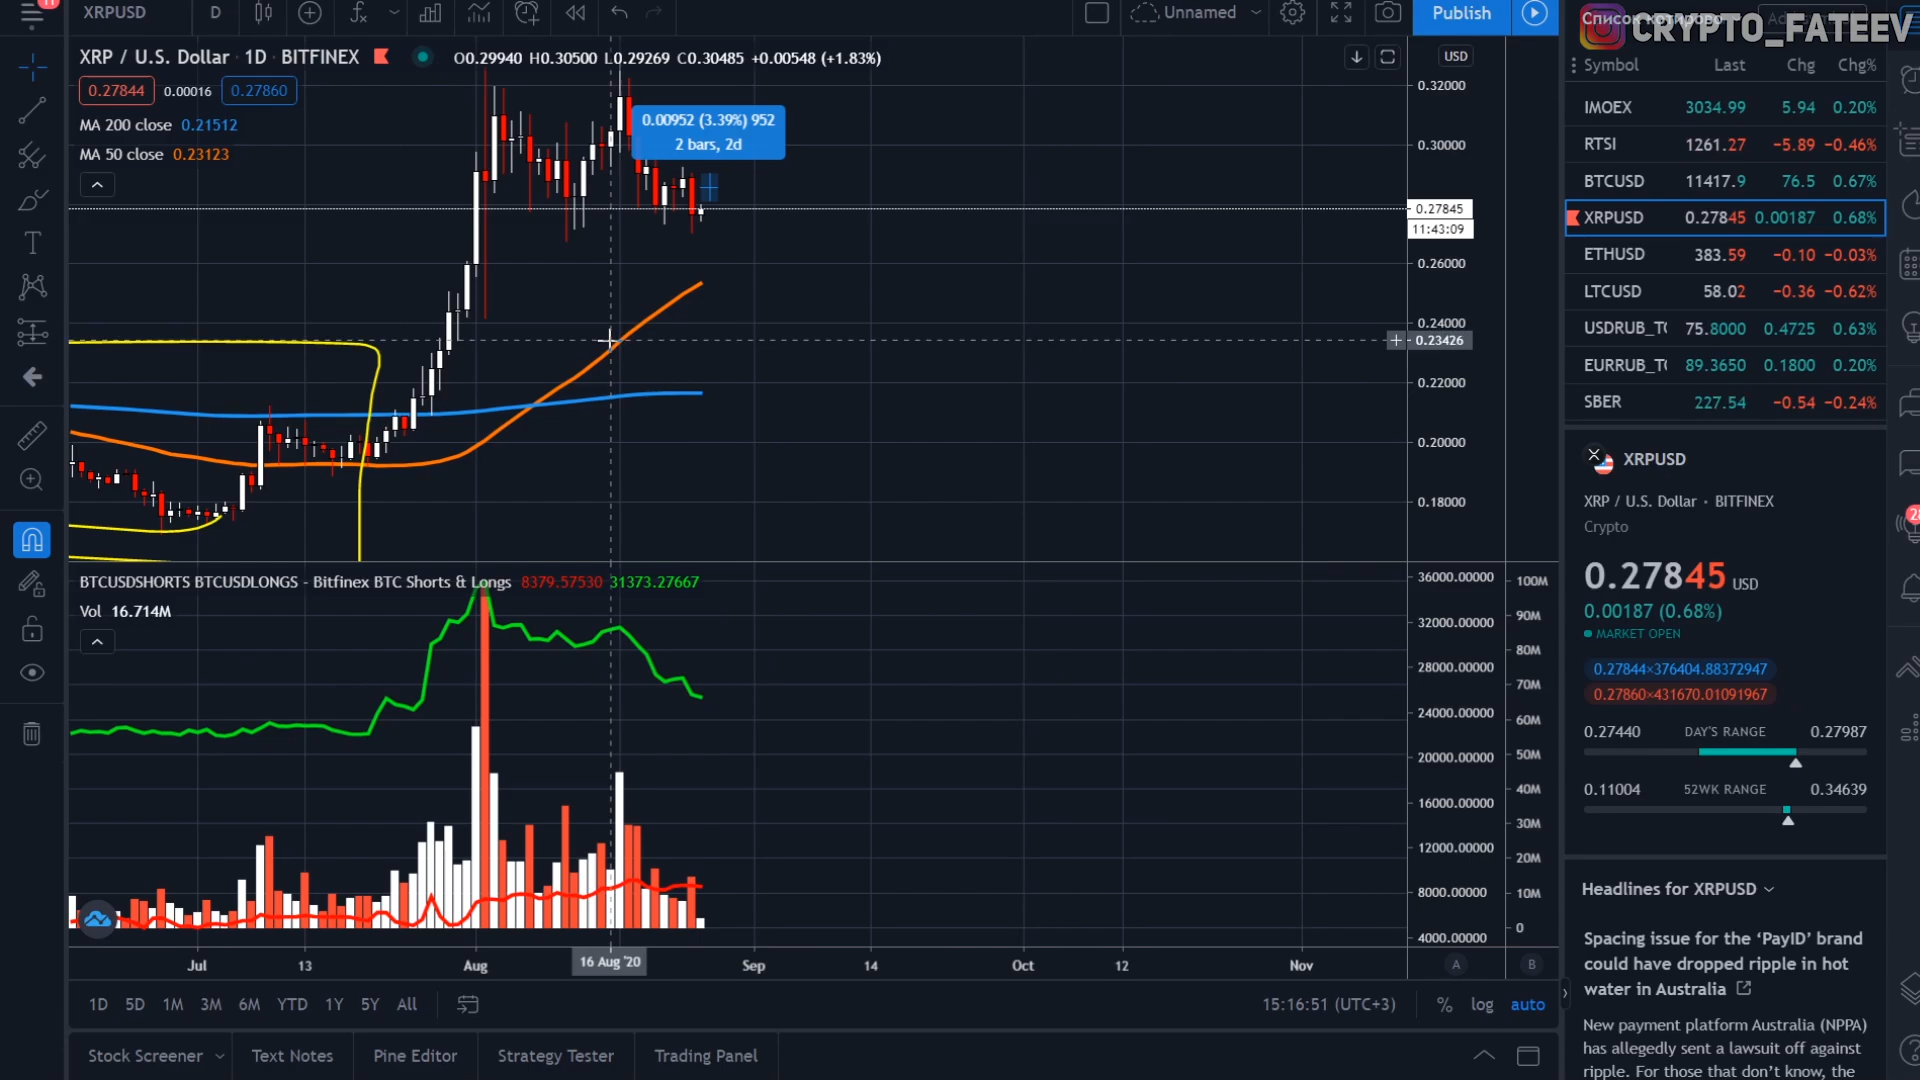 11
XRPUSD
D
Unnamed
Publish
CRYPTO_FATEEV
XRP / U.S. Dollar · 1D · BITFINEX
O0.29940 H0.30500 L0.29269 C0.30485 +0.00548 (+1.83%)
0.27844
0.00016
0.27860
MA 200 close 0.21512
MA 50 close 0.23123
0.00952 (3.39%) 952
2 bars, 2d
USD
0.32000
0.30000
0.27845
11:43:09
0.26000
0.24000
0.23426
0.22000
0.20000
0.18000
BTCUSDSHORTS BTCUSDLONGS - Bitfinex BTC Shorts & Longs 8379.57530 31373.27667
Vol 16.714M
36000.00000 100M
90M
32000.00000
80M
28000.00000
70M
24000.00000
60M
20000.00000
50M
40M
16000.00000
30M
12000.00000
20M
8000.00000
10M
0
4000.00000
Jul
13
Aug
16 Aug '20
Sep
14
Oct
12
Nov
A
B
1D 5D 1M 3M 6M YTD 1Y 5Y All
15:16:51 (UTC+3)
% log auto
Stock Screener
Text Notes
Pine Editor
Strategy Tester
Trading Panel
Symbol Last Chg Chg%
IMOEX 3034.99 5.94 0.20%
RTSI 1261.27 −5.89 −0.46%
BTCUSD 11417.9 76.5 0.67%
XRPUSD 0.27845 0.00187 0.68%
ETHUSD 383.59 −0.10 −0.03%
LTCUSD 58.02 −0.36 −0.62%
USDRUB_TO 75.8000 0.4725 0.63%
EURRUB_TO 89.3650 0.1800 0.20%
SBER 227.54 −0.54 −0.24%
XRPUSD
XRP / U.S. Dollar · BITFINEX
Crypto
0.27845 USD
0.00187 (0.68%)
MARKET OPEN
0.27844×376404.88372947
0.27860×431670.01091967
0.27440 DAY'S RANGE 0.27987
0.11004 52WK RANGE 0.34639
Headlines for XRPUSD
Spacing issue for the ‘PayID’ brand
could have dropped ripple in hot
water in Australia
New payment platform Australia (NPPA)
has allegedly sent a lawsuit off against
ripple. For those that don’t know, the